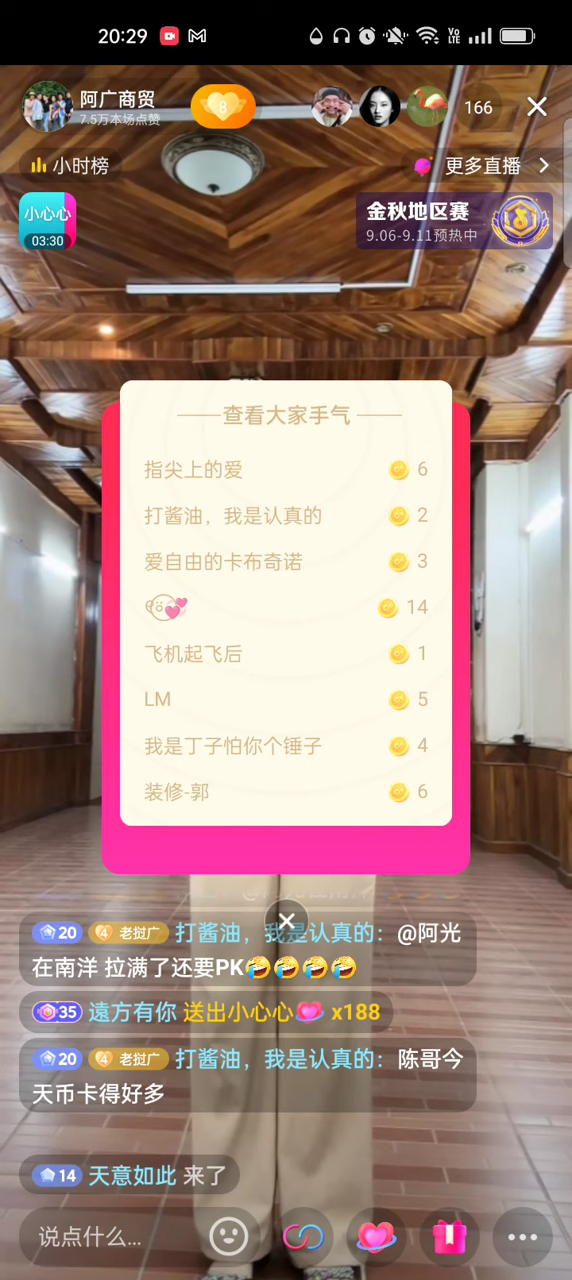 20:29
VoLTE
阿广商贸
7.5万本场点赞
8
166
小时榜
更多直播
小心心
03:30
金秋地区赛
9.06-9.11预热中
查看大家手气
指尖上的爱 6
打酱油，我是认真的 2
爱自由的卡布奇诺 3
14
飞机起飞后 1
LM 5
我是丁子怕你个锤子 4
装修-郭 6
20 4 老挝广 打酱油，我是认真的：@阿光
在南洋 拉满了还要PK🤣🤣🤣🤣
35 遠方有你 送出小心心 x188
20 4 老挝广 打酱油，我是认真的：陈哥今
天币卡得好多
14 天意如此 来了
说点什么...